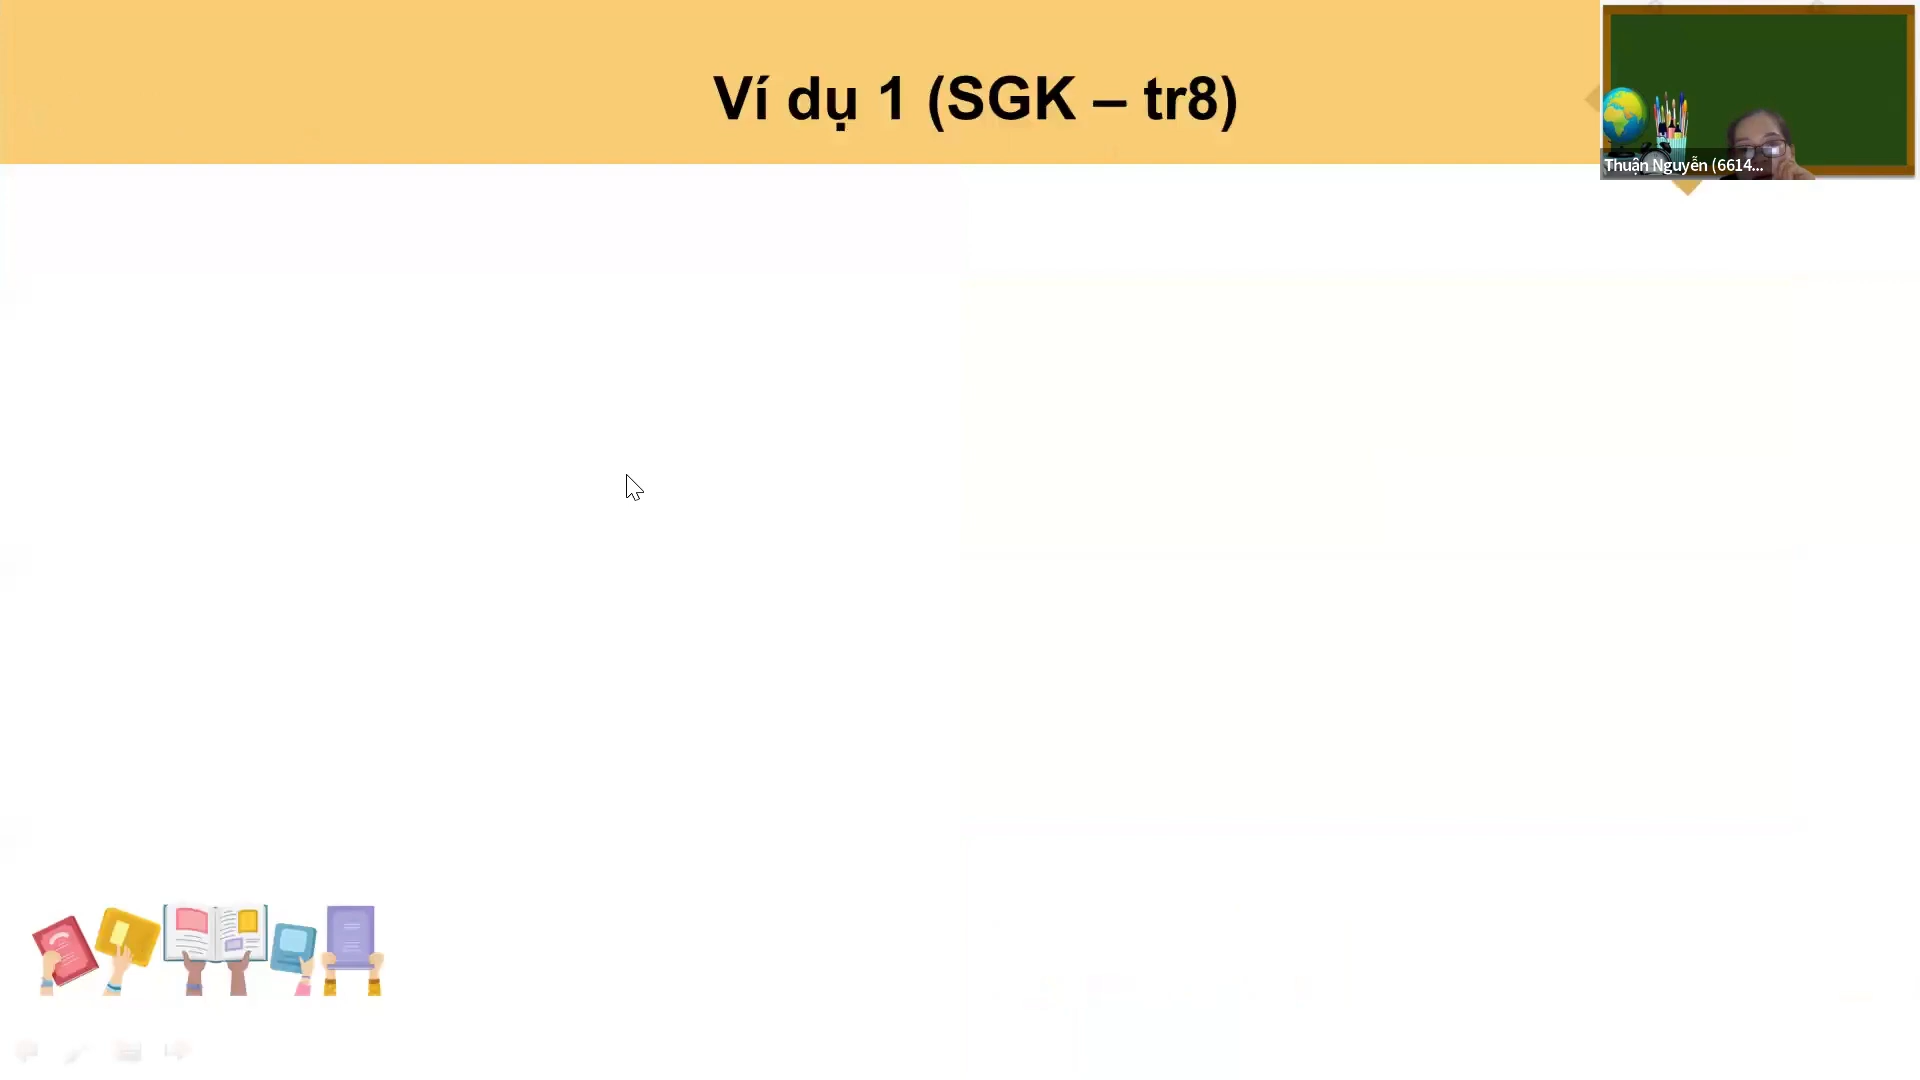 Ví dụ 1 (SGK – tr8)
Thuận Nguyễn (6614...